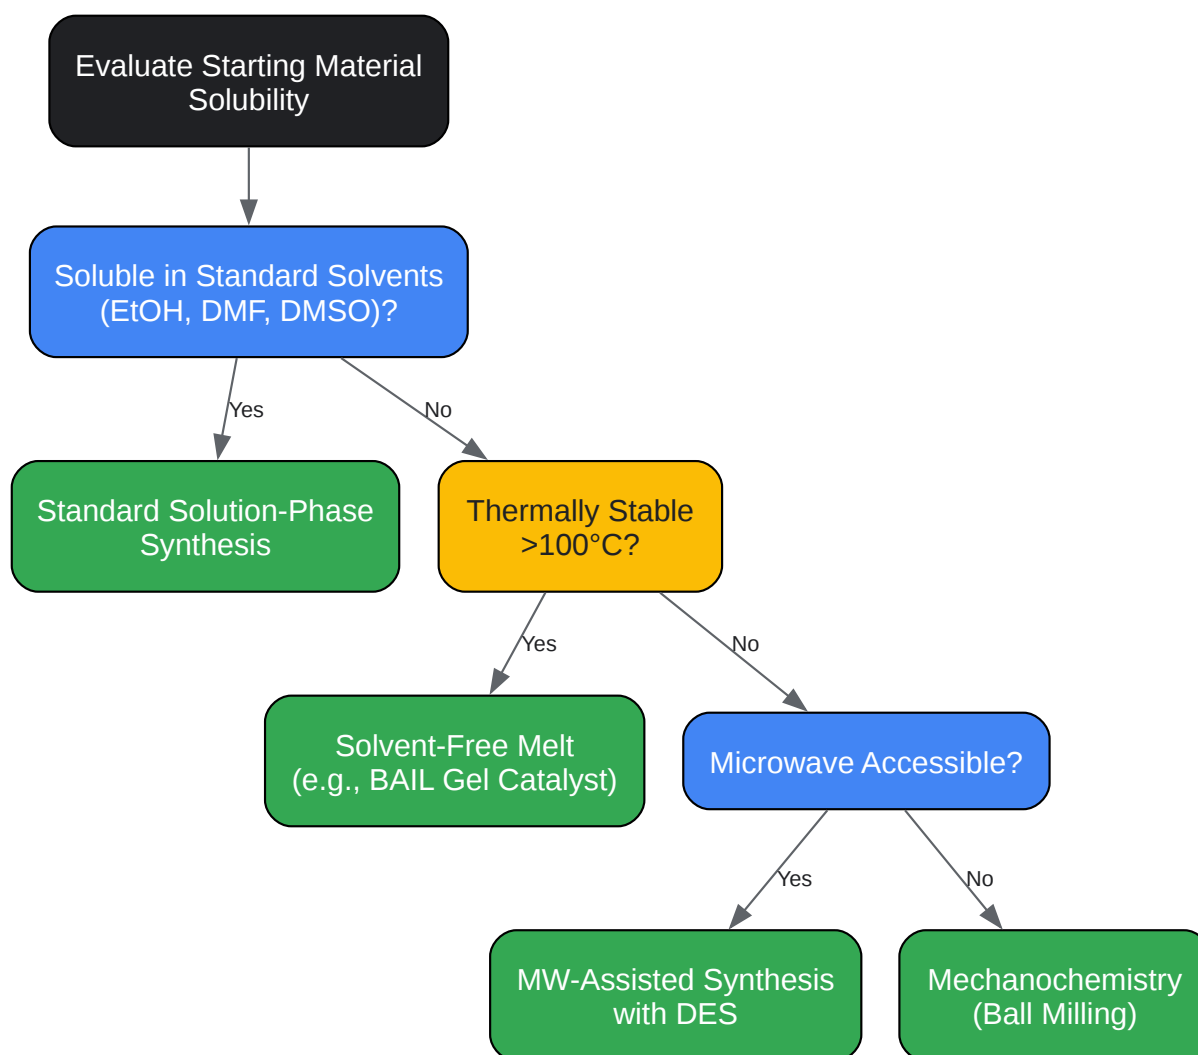 Evaluate Starting Material
Solubility
Soluble in Standard Solvents
(EtOH, DMF, DMSO)?
Yes
No
Standard Solution-Phase
Synthesis
Thermally Stable
>100°C?
Yes
No
Solvent-Free Melt
(e.g., BAIL Gel Catalyst)
Microwave Accessible?
Yes
No
MW-Assisted Synthesis
with DES
Mechanochemistry
(Ball Milling)